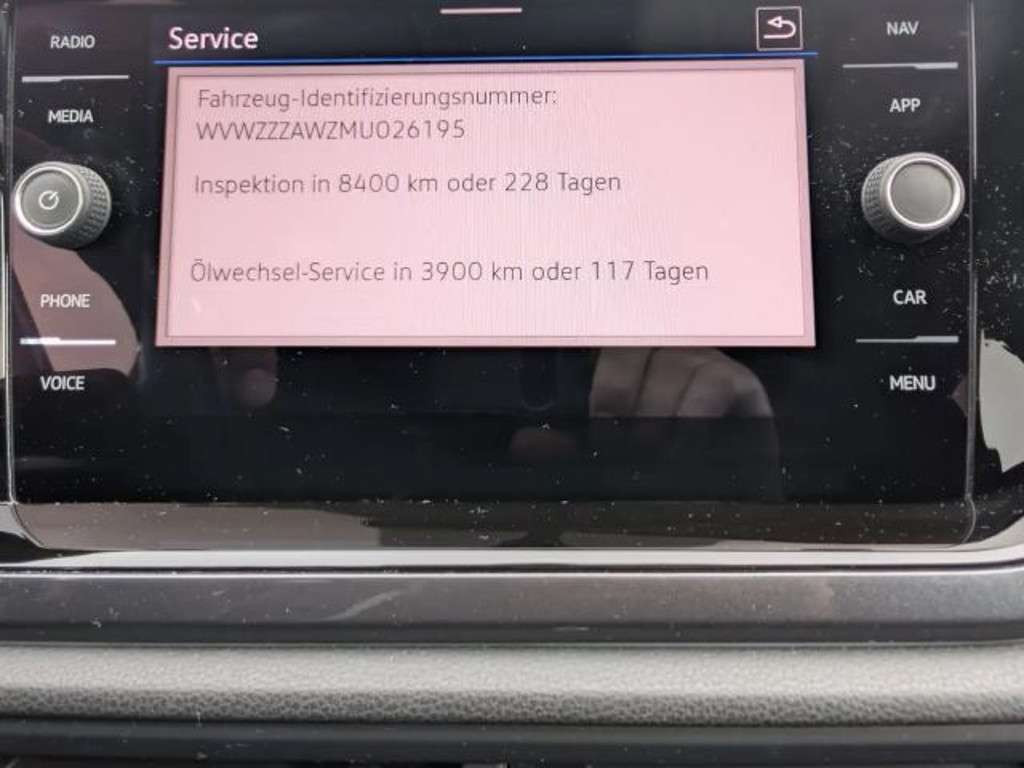 RADIO
Service
NAV
MEDIA
APP
Fahrzeug-Identifizierungsnummer:
WVWZZZAWZMU026195
Inspektion in 8400 km oder 228 Tagen
Ölwechsel-Service in 3900 km oder 117 Tagen
PHONE
CAR
VOICE
MENU